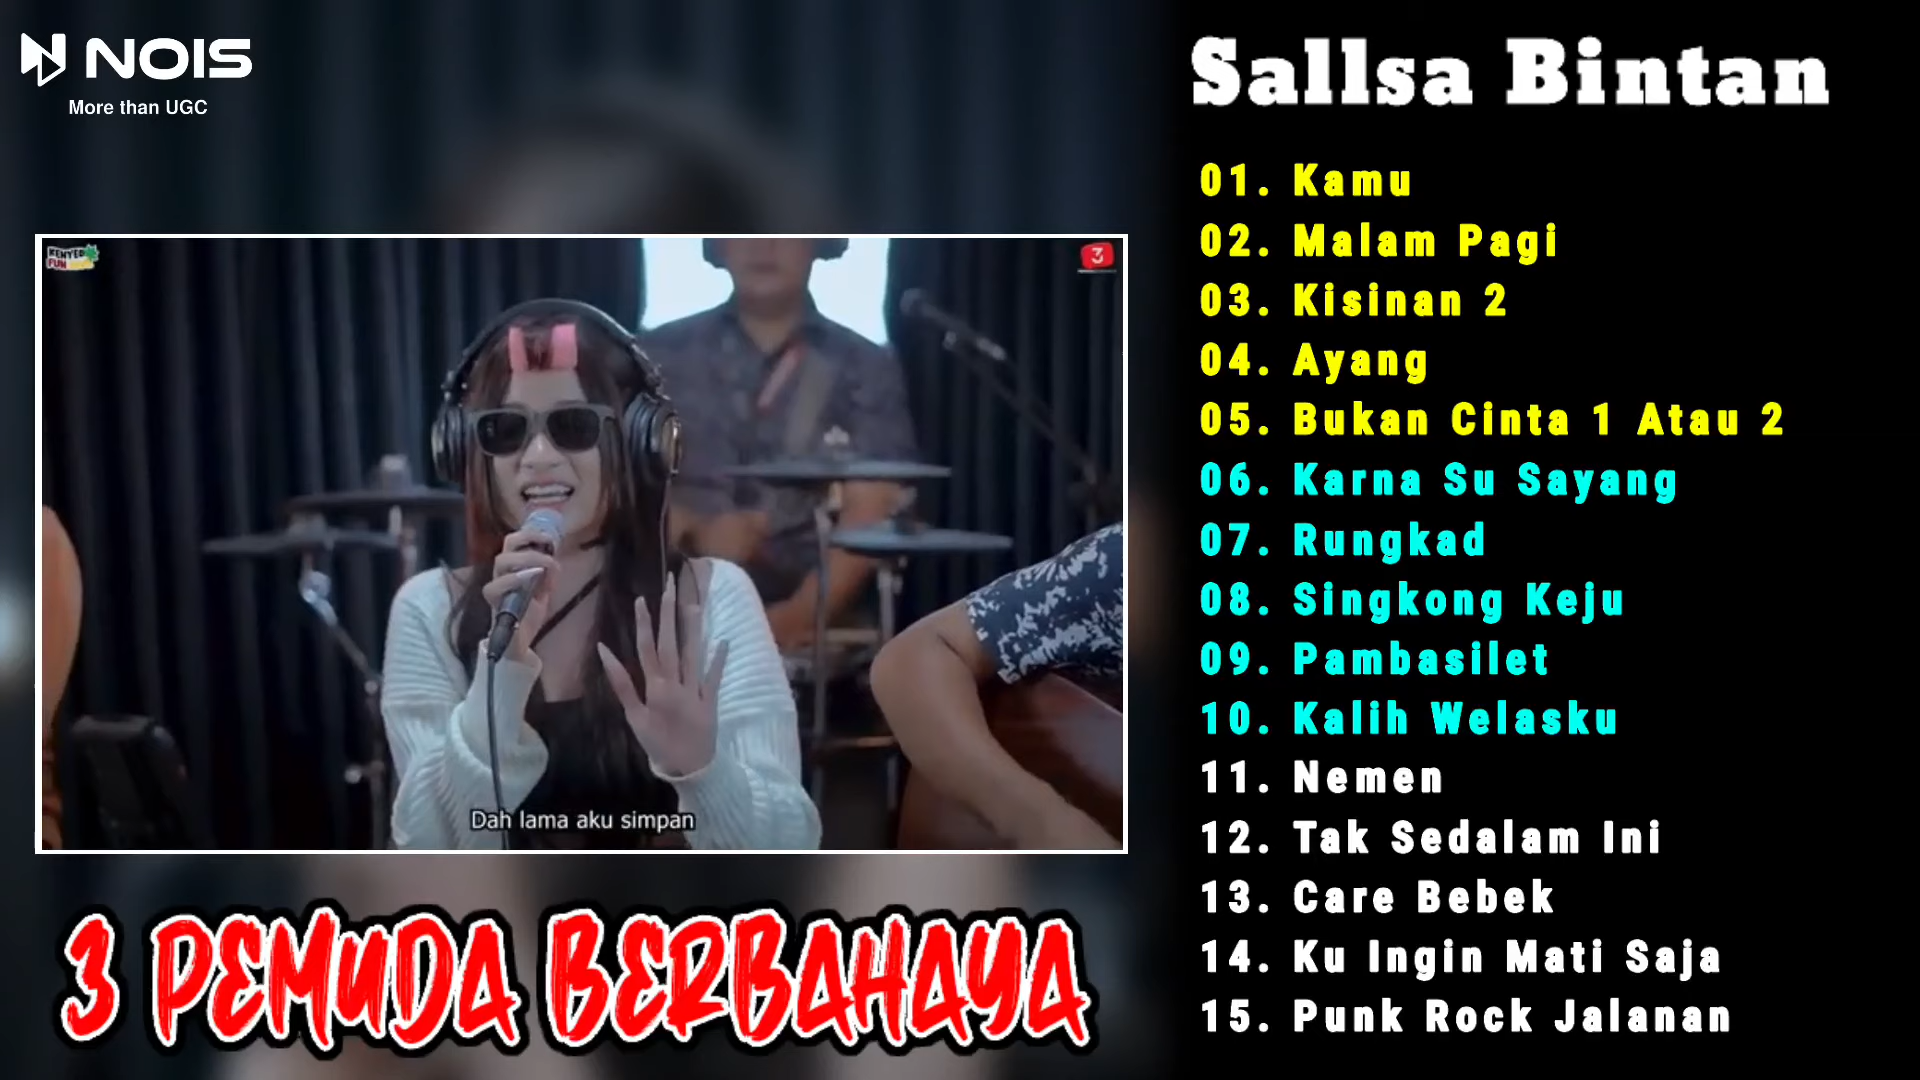 NOIS
More than UGC
Sallsa Bintan
01. Kamu
02. Malam Pagi
03. Kisinan 2
04. Ayang
05. Bukan Cinta 1 Atau 2
06. Karna Su Sayang
07. Rungkad
08. Singkong Keju
09. Pambasilet
10. Kalih Welasku
11. Nemen
12. Tak Sedalam Ini
13. Care Bebek
14. Ku Ingin Mati Saja
15. Punk Rock Jalanan
KENYED
FUN
3
Dah lama aku simpan
3 PEMUDA BERBAHAYA